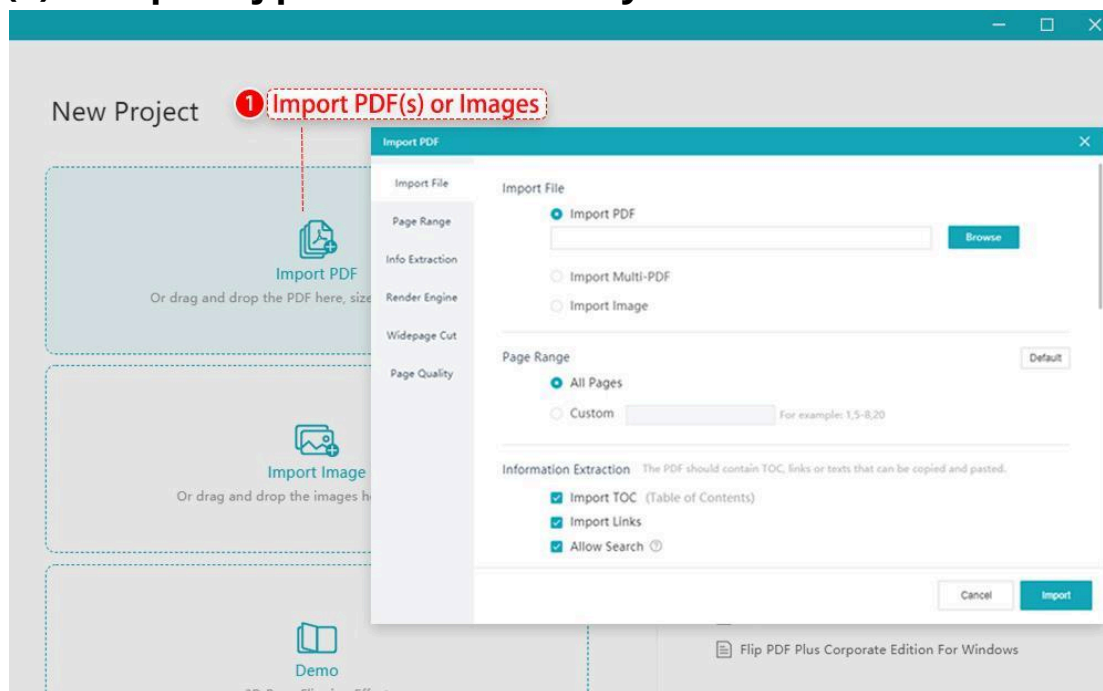 New Project
1 Import PDF(s) or Images
Import PDF
Or drag and drop the PDF here, size
Import Image
Or drag and drop the images
Demo
Import PDF
Import File
Page Range
Info Extraction
Render Engine
Widepage Cut
Page Quality
Import File
Import PDF
Browse
Import Multi-PDF
Import Image
Page Range
Default
All Pages
Custom
For example: 1,5-8,20
Information Extraction The PDF should contain TOC, links or texts that can be copied and pasted.
Import TOC (Table of Contents)
Import Links
Allow Search
Cancel
Import
Flip PDF Plus Corporate Edition For Windows